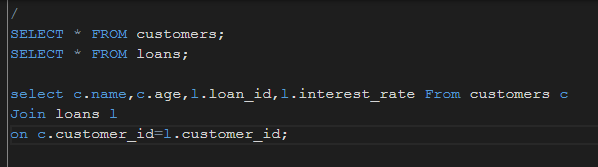 /
SELECT * FROM customers;
SELECT * FROM loans;
select c.name,c.age,l.loan_id,l.interest_rate From customers c
Join loans l
on c.customer_id=l.customer_id;